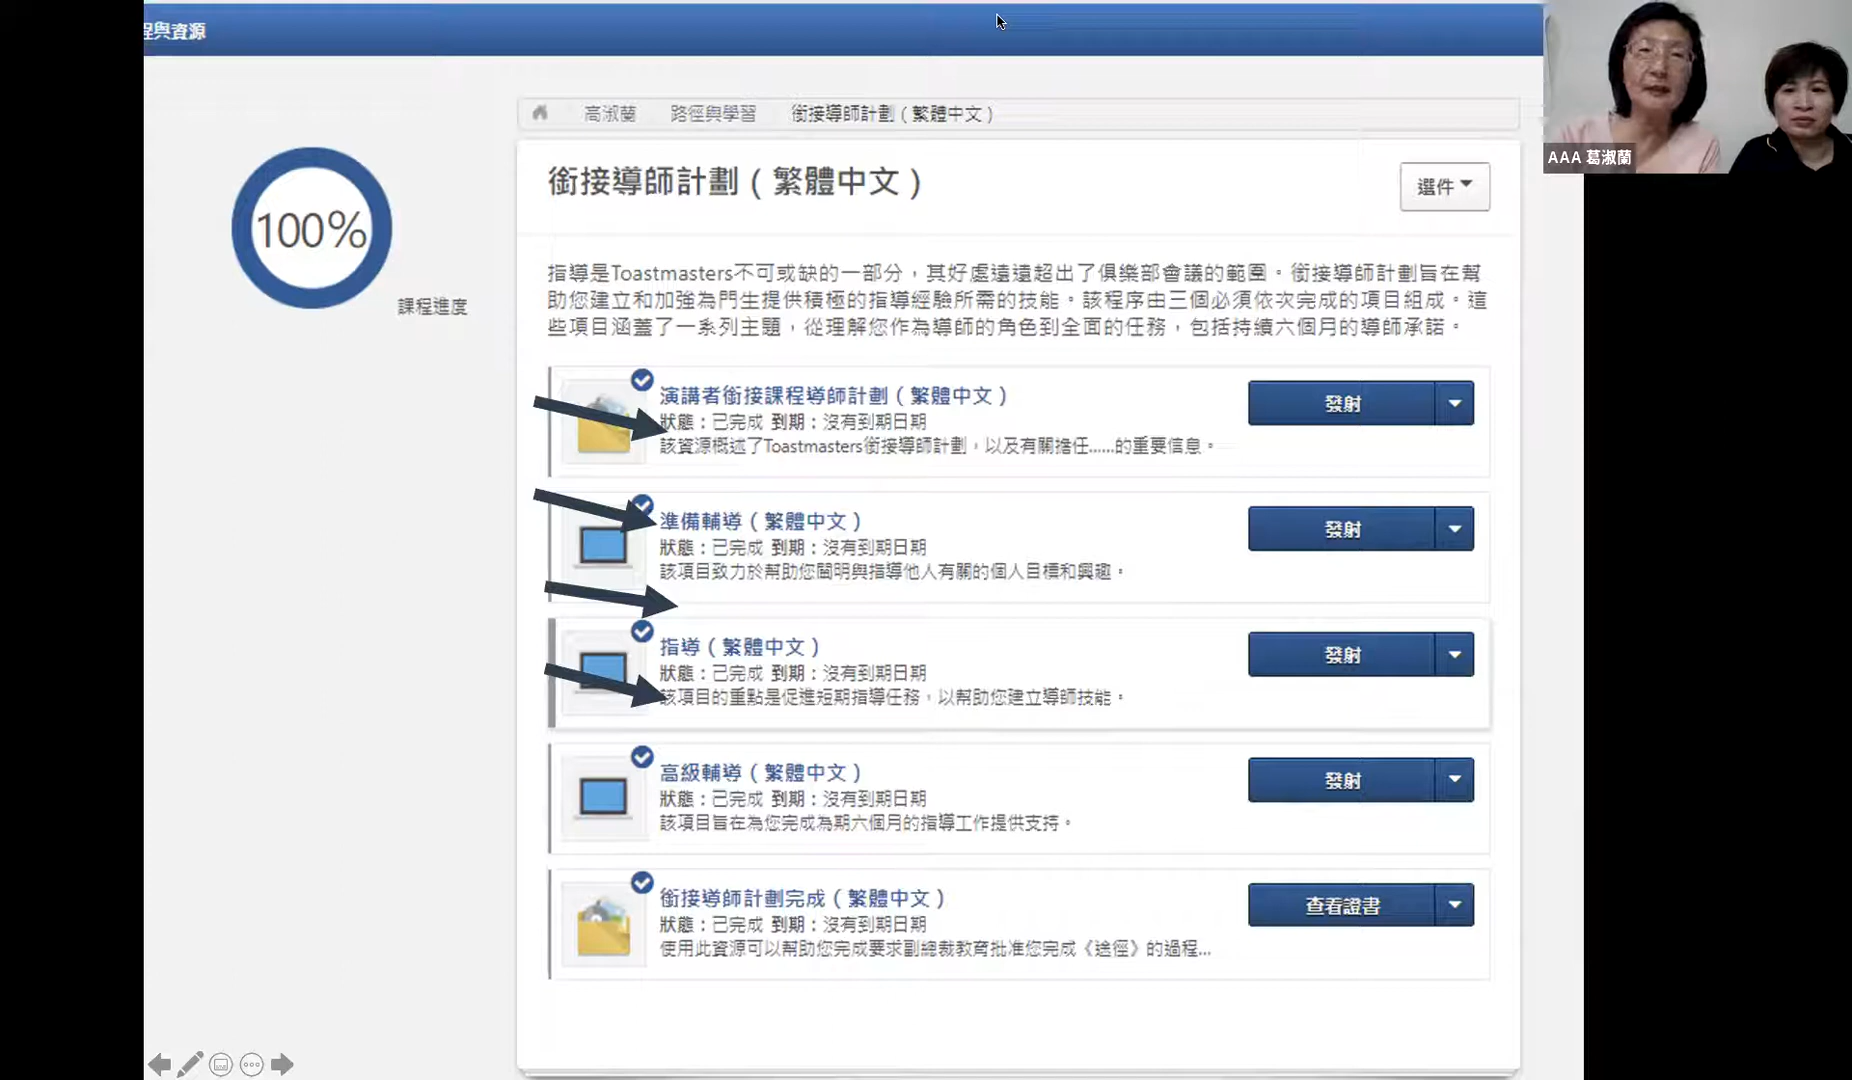 程與資源
AAA 葛淑蘭
高淑蘭 路徑與學習 銜接導師計劃（繁體中文）
銜接導師計劃（繁體中文）
選件
100%
課程進度
指導是Toastmasters不可或缺的一部分，其好處遠遠超出了俱樂部會議的範圍。銜接導師計劃旨在幫
助您建立和加強為門生提供積極的指導經驗所需的技能。該程序由三個必須依次完成的項目組成。這
些項目涵蓋了一系列主題，從理解您作為導師的角色到全面的任務，包括持續六個月的導師承諾。
演講者銜接課程導師計劃（繁體中文）
狀態：已完成 到期：沒有到期日期
該資源概述了Toastmasters銜接導師計劃，以及有關擔任......的重要信息。
發射
準備輔導（繁體中文）
狀態：已完成 到期：沒有到期日期
該項目致力於幫助您闡明與指導他人有關的個人目標和興趣。
發射
指導（繁體中文）
狀態：已完成 到期：沒有到期日期
該項目的重點是促進短期指導任務，以幫助您建立導師技能。
發射
高級輔導（繁體中文）
狀態：已完成 到期：沒有到期日期
該項目旨在為您完成為期六個月的指導工作提供支持。
發射
銜接導師計劃完成（繁體中文）
狀態：已完成 到期：沒有到期日期
使用此資源可以幫助您完成要求副總裁教育批准您完成《途徑》的過程...
查看證書